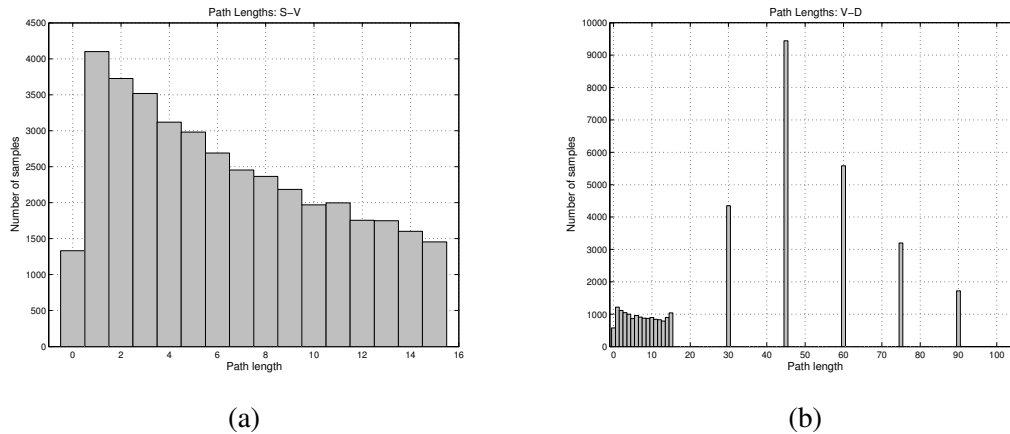 Path Lengths: S−V
4500
4000
3500
3000
2500
2000
1500
1000
500
0
Number of samples
0 2 4 6 8 10 12 14 16
Path length
(a)
Path Lengths: V−D
10000
9000
8000
7000
6000
5000
4000
3000
2000
1000
0
Number of samples
0 10 20 30 40 50 60 70 80 90 100
Path length
(b)